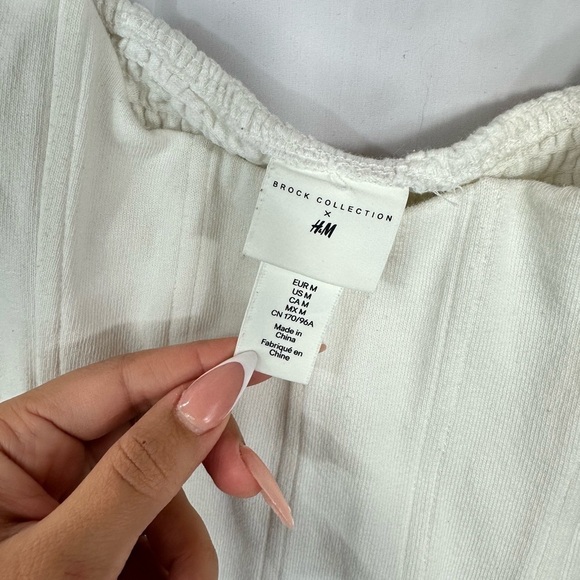 BROCK COLLECTION
×
H&M
EUR M
US M
CA M
MX M
CN 170/96A
Made in
China
Fabriqué en
Chine